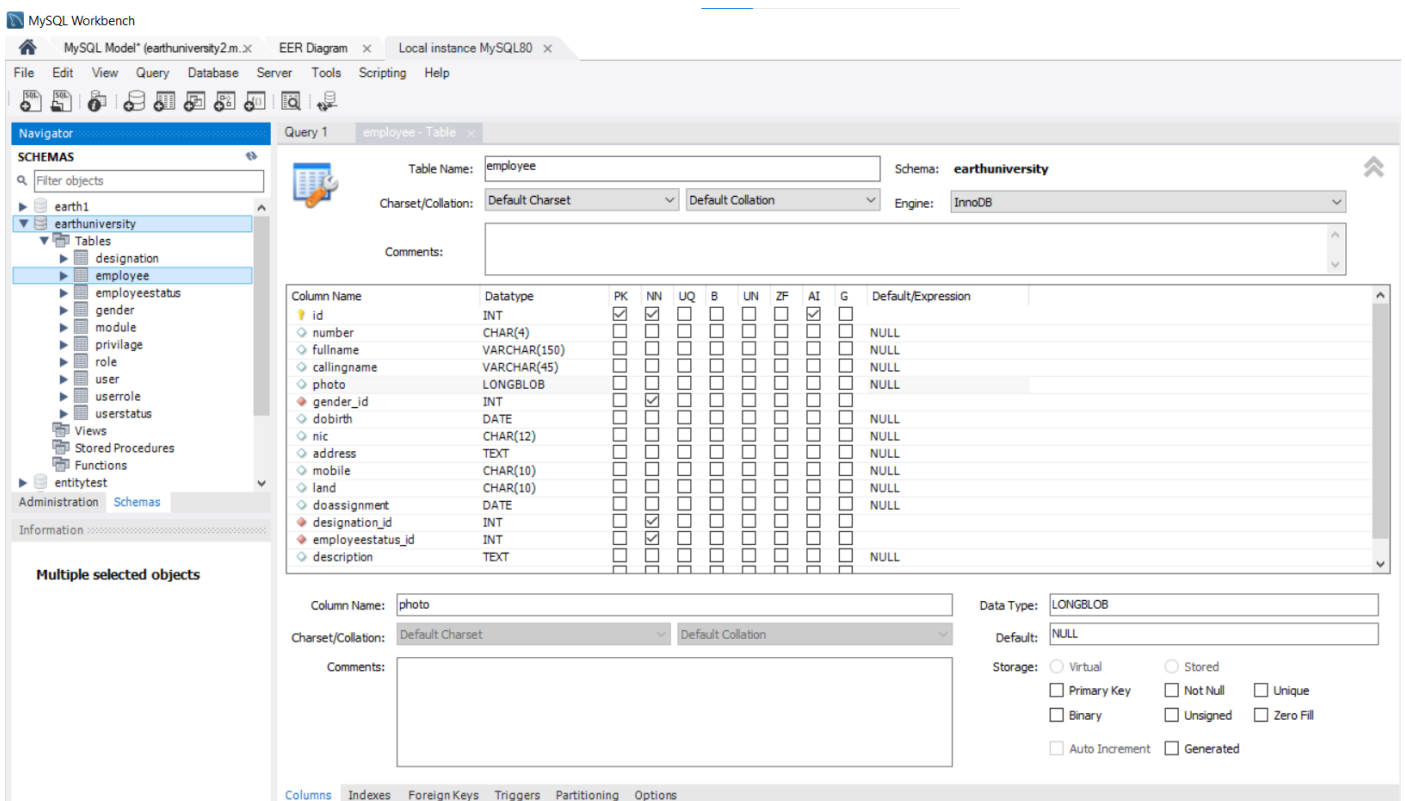 MySQL Workbench
MySQL Model* (earthuniversity2.m...
EER Diagram
Local instance MySQL80
File Edit View Query Database Server Tools Scripting Help
Navigator
SCHEMAS
Filter objects
earth1
earthuniversity
Tables
designation
employee
employeestatus
gender
module
privilage
role
user
userrole
userstatus
Views
Stored Procedures
Functions
entitytest
Administration Schemas
Information
Multiple selected objects
Query 1
employee - Table
Table Name: employee Schema: earthuniversity
Charset/Collation: Default Charset Default Collation Engine: InnoDB
Comments:
Column Name Datatype PK NN UQ B UN ZF AI G Default/Expression
id INT
number CHAR(4) NULL
fullname VARCHAR(150) NULL
callingname VARCHAR(45) NULL
photo LONGBLOB NULL
gender_id INT
dobirth DATE NULL
nic CHAR(12) NULL
address TEXT NULL
mobile CHAR(10) NULL
land CHAR(10) NULL
doassignment DATE NULL
designation_id INT
employeestatus_id INT
description TEXT NULL
Column Name: photo Data Type: LONGBLOB
Charset/Collation: Default Charset Default Collation Default: NULL
Comments: Storage: Virtual Stored
Primary Key Not Null Unique
Binary Unsigned Zero Fill
Auto Increment Generated
Columns Indexes Foreign Keys Triggers Partitioning Options